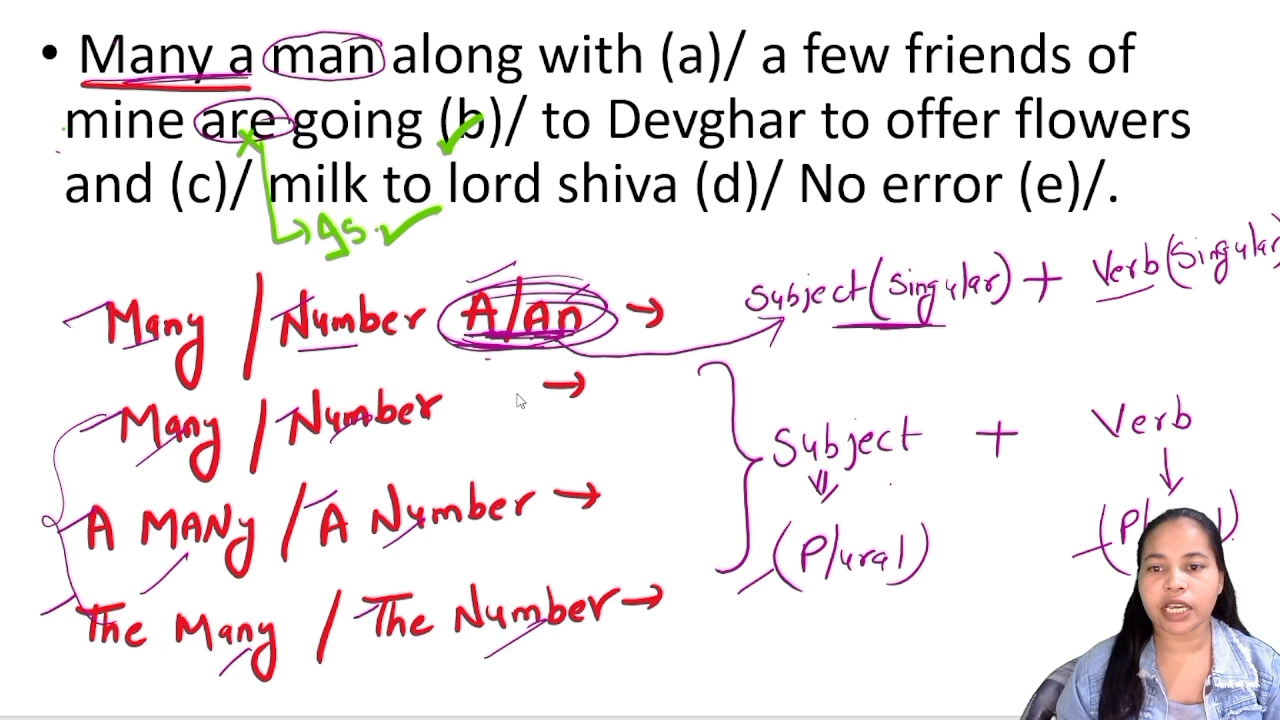 • Many a man along with (a)/ a few friends of
mine are going (b)/ to Devghar to offer flowers
and (c)/ milk to lord shiva (d)/ No error (e)/.
→ is.
Many / Number A/An → Subject (Singular) + Verb (Singular
Many / Number →
Subject + Verb
A MANy / A Number →
(Plural)
The Many / The Number →